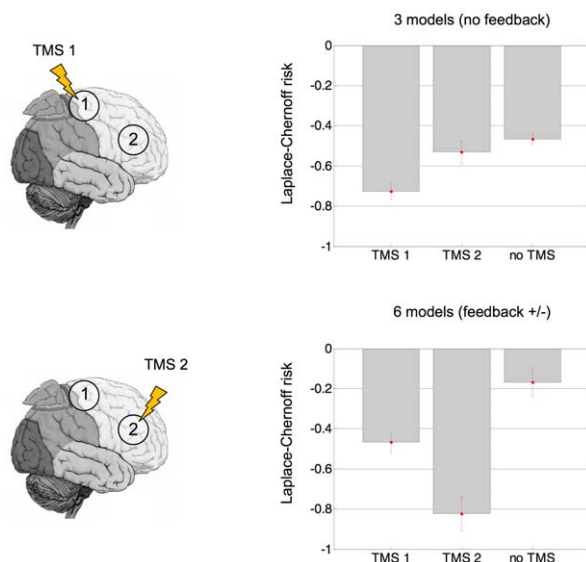 TMS 1
1
2
3 models (no feedback)
Laplace-Chernoff risk
0
-0.2
-0.4
-0.6
-0.8
-1
TMS 1 TMS 2 no TMS
TMS 2
1
2
6 models (feedback +/-)
Laplace-Chernoff risk
0
-0.2
-0.4
-0.6
-0.8
-1
TMS 1 TMS 2 no TMS